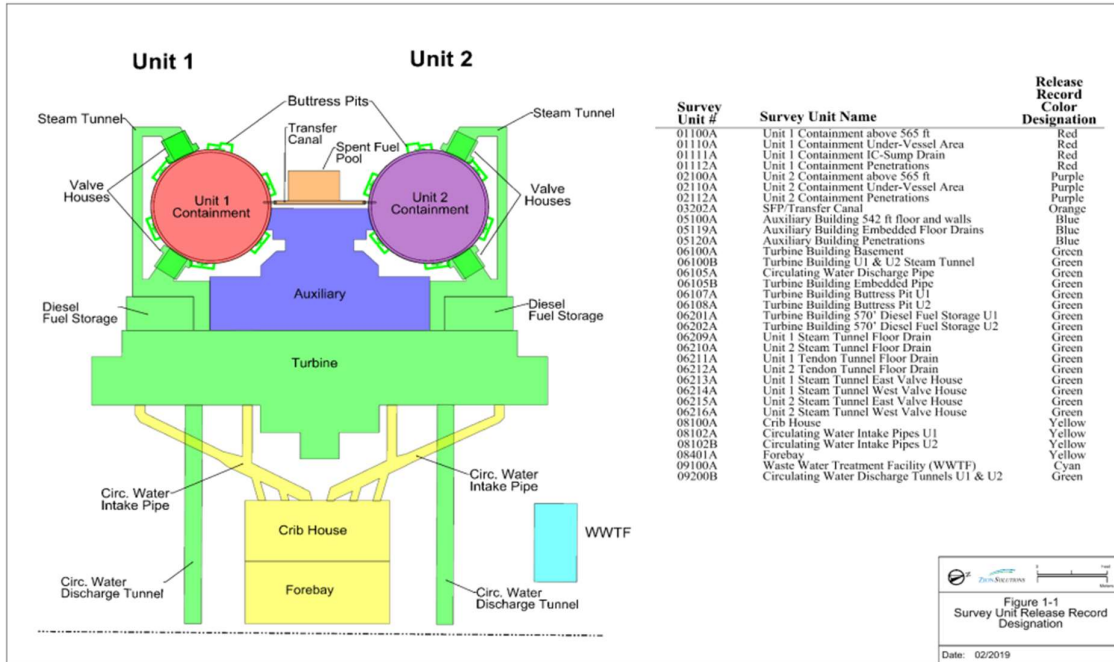 Unit 1
Unit 2
Steam Tunnel
Buttress Pits
Steam Tunnel
Transfer
Canal
Spent Fuel
Pool
Valve
Houses
Unit 1
Containment
Unit 2
Containment
Valve
Houses
Auxiliary
Diesel
Fuel Storage
Diesel
Fuel Storage
Turbine
Circ. Water
Intake Pipe
Circ. Water
Intake Pipe
Crib House
WWTF
Forebay
Circ. Water
Discharge Tunnel
Circ. Water
Discharge Tunnel
Survey Unit # Survey Unit Name Release Record Color Designation
01100A Unit 1 Containment above 565 ft Red
01110A Unit 1 Containment Under-Vessel Area Red
01111A Unit 1 Containment IC-Sump Drain Red
01112A Unit 1 Containment Penetrations Red
02100A Unit 2 Containment above 565 ft Purple
02110A Unit 2 Containment Under-Vessel Area Purple
02112A Unit 2 Containment Penetrations Purple
03202A SFP/Transfer Canal Orange
05100A Auxiliary Building 542 ft floor and walls Blue
05119A Auxiliary Building Embedded Floor Drains Blue
05120A Auxiliary Building Penetrations Blue
06100A Turbine Building Basement Green
06100B Turbine Building U1 & U2 Steam Tunnel Green
06105A Circulating Water Discharge Pipe Green
06105B Turbine Building Embedded Pipe Green
06107A Turbine Building Buttress Pit U1 Green
06108A Turbine Building Buttress Pit U2 Green
06201A Turbine Building 570' Diesel Fuel Storage U1 Green
06202A Turbine Building 570' Diesel Fuel Storage U2 Green
06209A Unit 1 Steam Tunnel Floor Drain Green
06210A Unit 2 Steam Tunnel Floor Drain Green
06211A Unit 1 Tendon Tunnel Floor Drain Green
06212A Unit 2 Tendon Tunnel Floor Drain Green
06213A Unit 1 Steam Tunnel East Valve House Green
06214A Unit 1 Steam Tunnel West Valve House Green
06215A Unit 2 Steam Tunnel East Valve House Green
06216A Unit 2 Steam Tunnel West Valve House Green
08100A Crib House Yellow
08102A Circulating Water Intake Pipes U1 Yellow
08102B Circulating Water Intake Pipes U2 Yellow
08401A Forebay Yellow
09100A Waste Water Treatment Facility (WWTF) Cyan
09200B Circulating Water Discharge Tunnels U1 & U2 Green
ZionSolutions
Figure 1-1
Survey Unit Release Record
Designation
Date: 02/2019